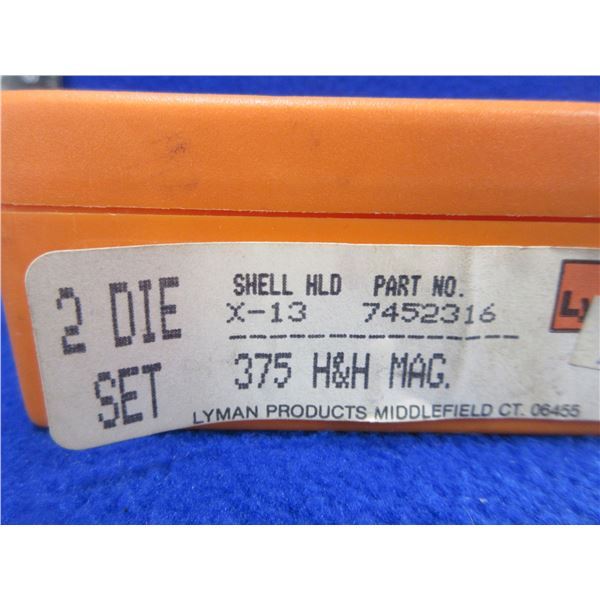 2 DIE
SET
SHELL HLD PART NO.
X-13 7452316
375 H&H MAG.
LYMAN PRODUCTS MIDDLEFIELD CT. 06455